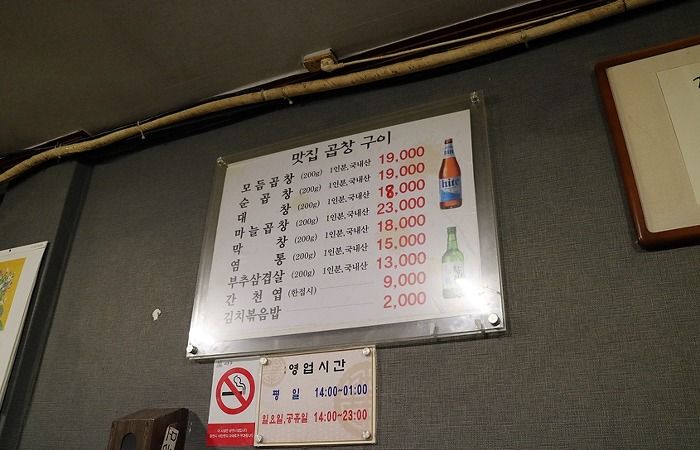 맛집 곱창 구이
모듬곱창 (200g) 1인분,국내산 19,000
순곱창 (200g) 1인분,국내산 19,000
대창 (200g) 1인분,국내산 18,000
마늘곱창 (200g) 1인분,국내산 23,000
막창 (200g) 1인분,국내산 18,000
염통 (200g) 1인분,국내산 15,000
부추삼겹살 (200g) 1인분,국내산 13,000
간천엽 (한접시) 9,000
김치볶음밥 2,000
hite
영업시간
평일 14:00~01:00
일요일,공휴일 14:00~23:00